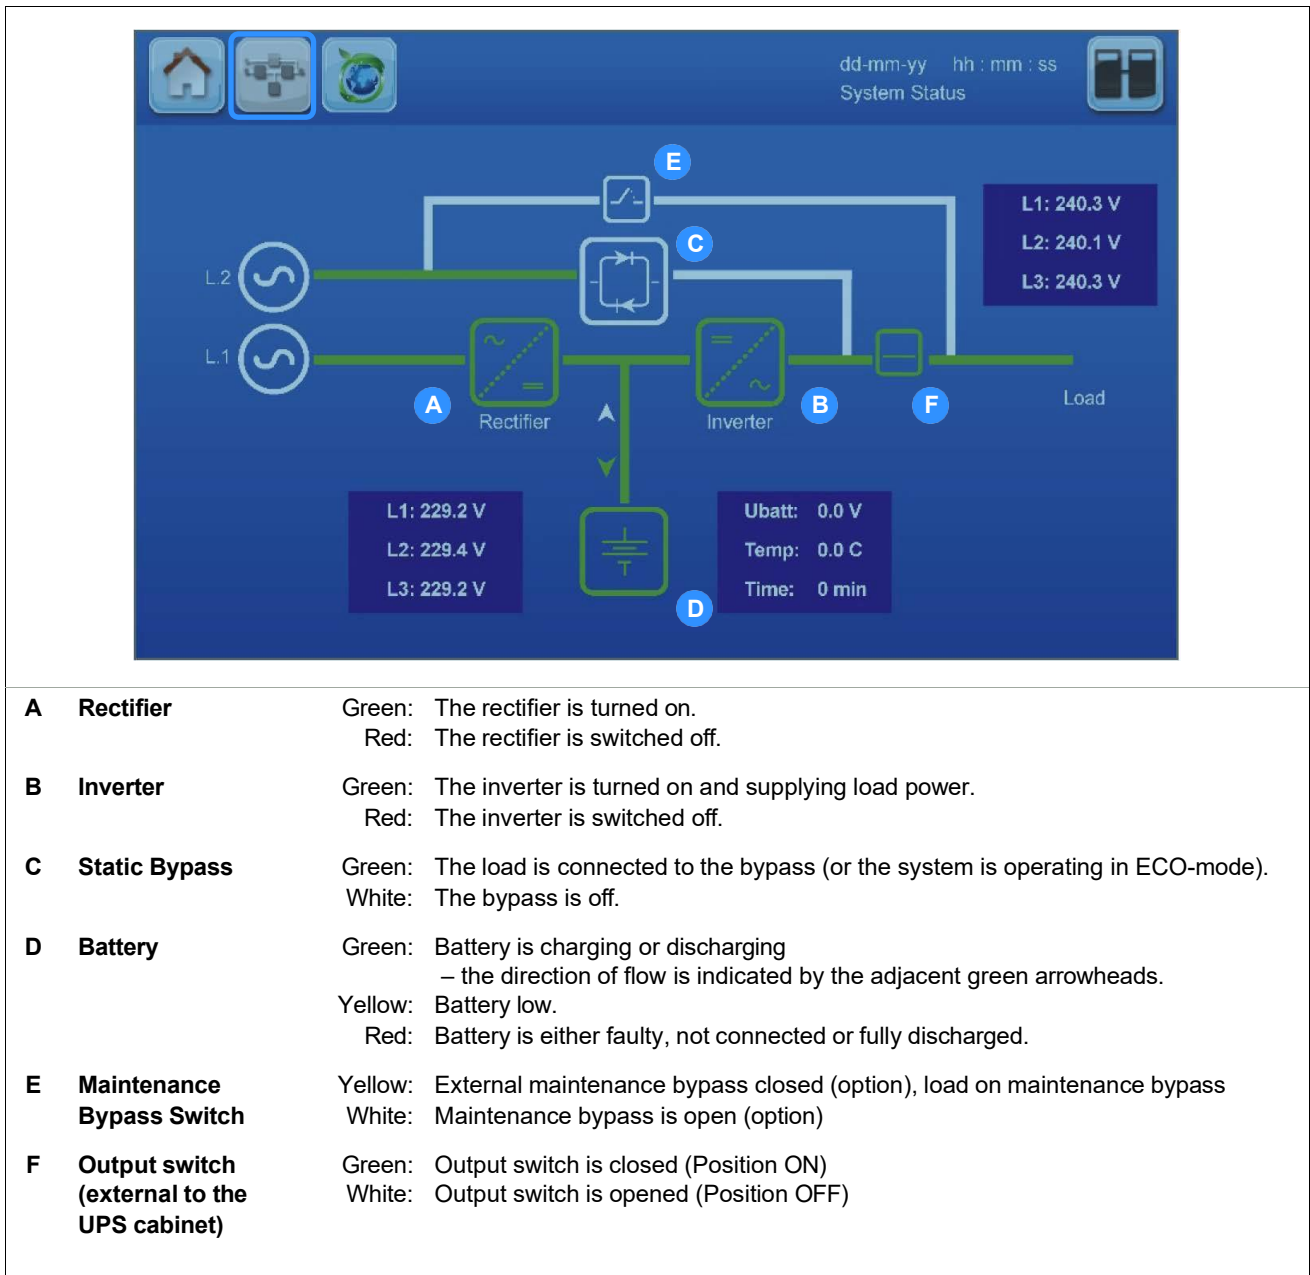 dd-mm-yy hh : mm : ss
System Status
E
L1: 240.3 V
L2: 240.1 V
L3: 240.3 V
C
L.2
L.1
A
B
F
Rectifier
Inverter
Load
L1: 229.2 V
L2: 229.4 V
L3: 229.2 V
Ubatt: 0.0 V
Temp: 0.0 C
Time: 0 min
D
A Rectifier Green: The rectifier is turned on.
Red: The rectifier is switched off.
B Inverter Green: The inverter is turned on and supplying load power.
Red: The inverter is switched off.
C Static Bypass Green: The load is connected to the bypass (or the system is operating in ECO-mode).
White: The bypass is off.
D Battery Green: Battery is charging or discharging
– the direction of flow is indicated by the adjacent green arrowheads.
Yellow: Battery low.
Red: Battery is either faulty, not connected or fully discharged.
E Maintenance Yellow: External maintenance bypass closed (option), load on maintenance bypass
Bypass Switch White: Maintenance bypass is open (option)
F Output switch Green: Output switch is closed (Position ON)
(external to the White: Output switch is opened (Position OFF)
UPS cabinet)